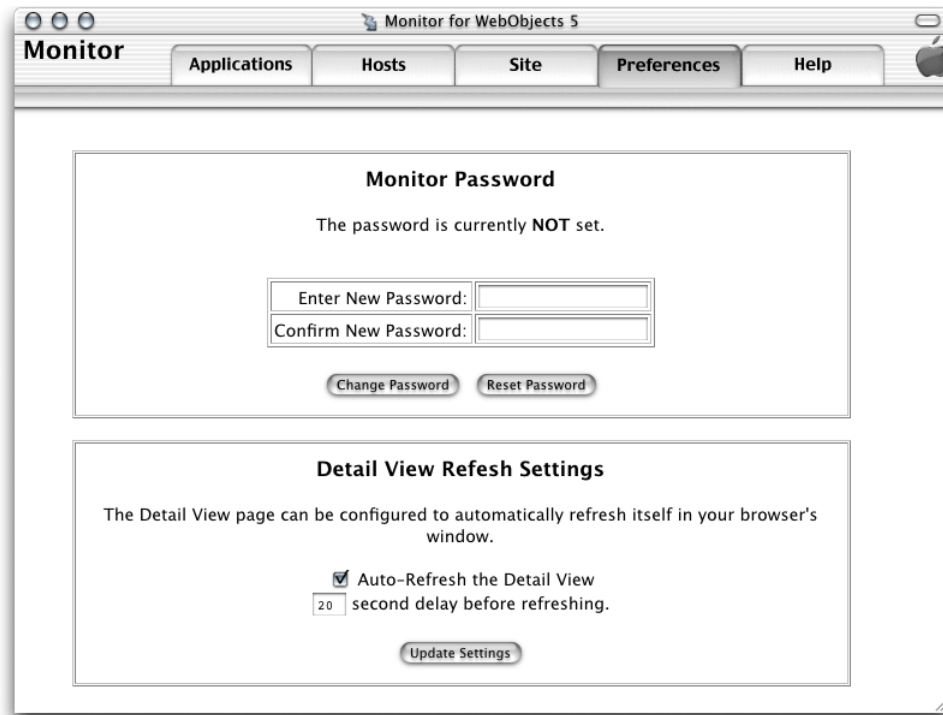 Monitor for WebObjects 5
Monitor
Applications
Hosts
Site
Preferences
Help
Monitor Password
The password is currently NOT set.
Enter New Password:
Confirm New Password:
Change Password
Reset Password
Detail View Refesh Settings
The Detail View page can be configured to automatically refresh itself in your browser's
window.
Auto-Refresh the Detail View
20 second delay before refreshing.
Update Settings